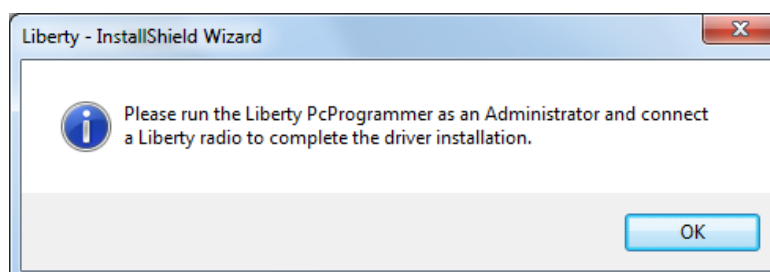 Liberty - InstallShield Wizard
Please run the Liberty PcProgrammer as an Administrator and connect
a Liberty radio to complete the driver installation.
OK